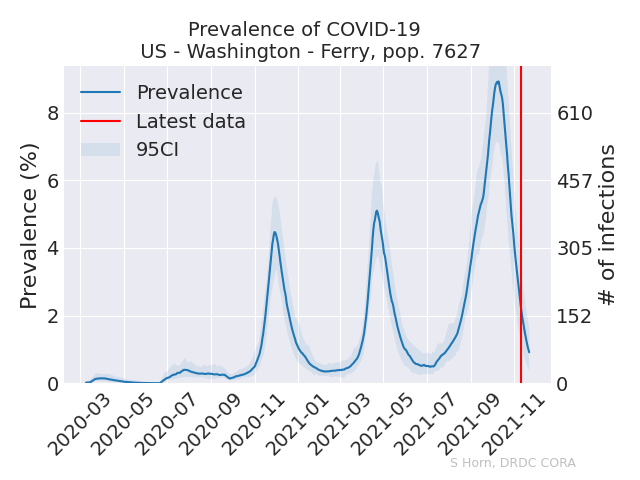 Prevalence of COVID-19
US - Washington - Ferry, pop. 7627
Prevalence
Latest data
95CI
Prevalence (%)
8
6
4
2
0
610
457
305
152
0
# of infections
2020-03
2020-05
2020-07
2020-09
2020-11
2021-01
2021-03
2021-05
2021-07
2021-09
2021-11
S Horn, DRDC CORA